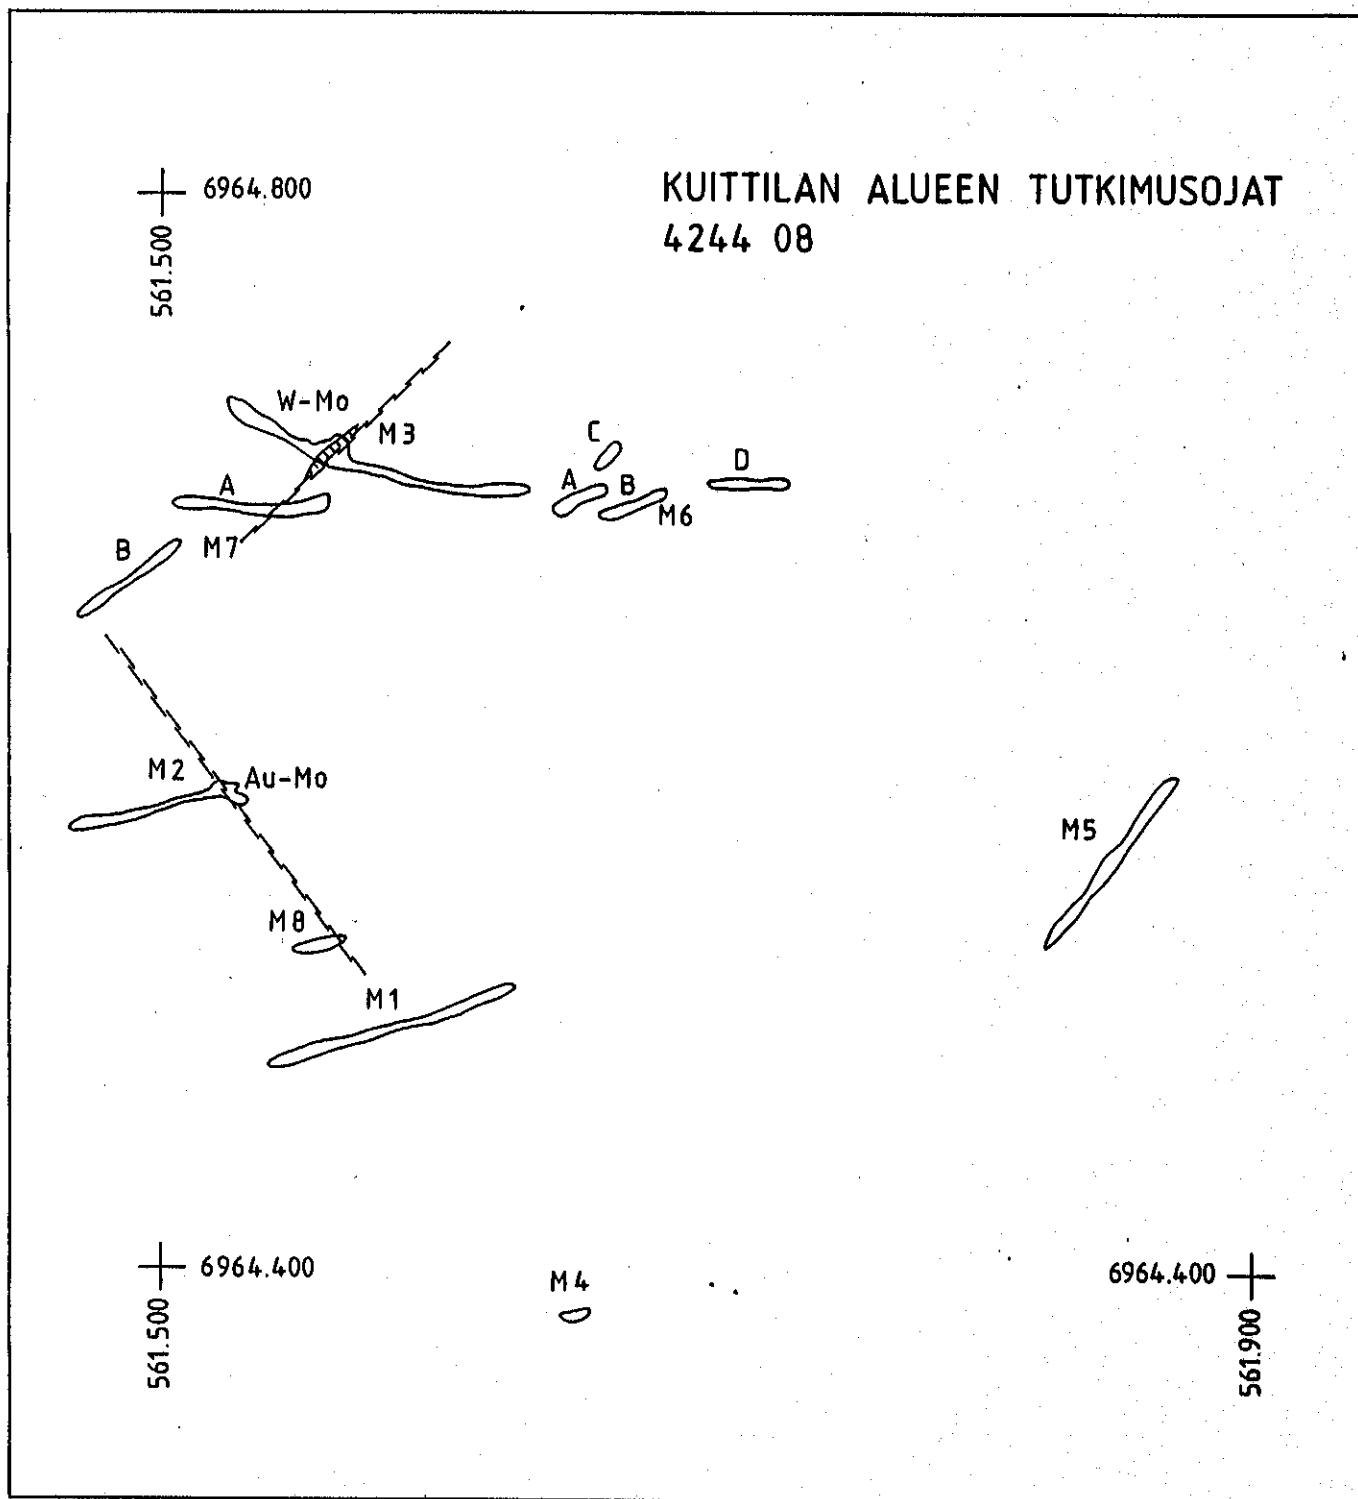 6964.800
561.500
KUITTILAN ALUEEN TUTKIMUSOJAT
4244 08
W-Mo
M3
A
M7
B
C
A
B
M6
D
M2
Au-Mo
M5
M8
M1
6964.400
561.500
M4
6964.400
561.900